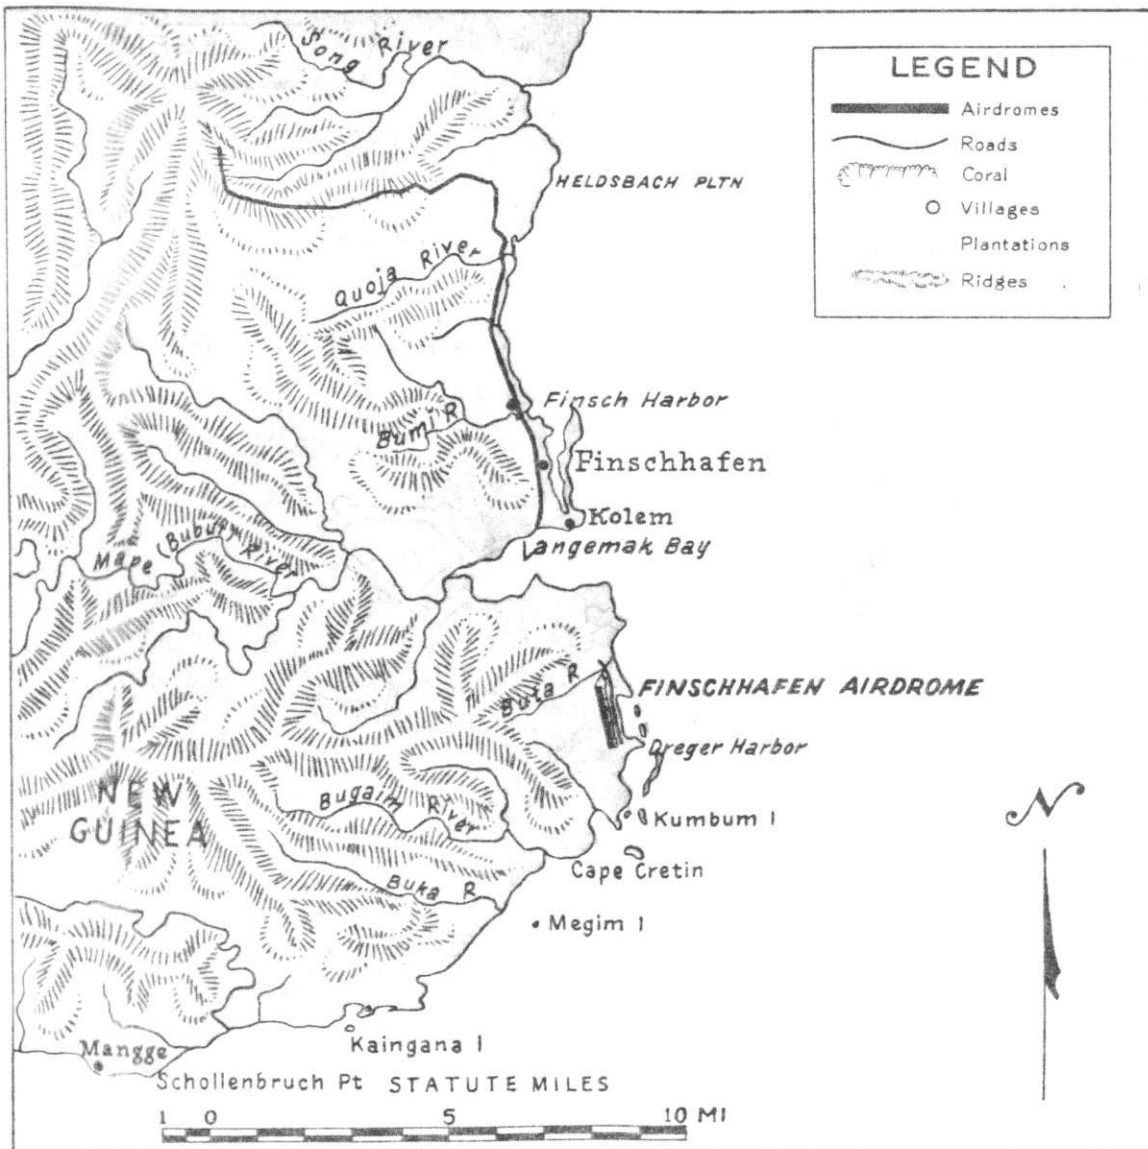 Song River
LEGEND
Airdromes
Roads
Coral
Villages
Plantations
Ridges
HELDSBACH PLTN
Quoja River
Finsch Harbor
Bumi R
Finschhafen
Kolem
Langemak Bay
Mape (Bubui) River
Buta R
FINSCHHAFEN AIRDROME
Dreger Harbor
NEW
GUINEA
Bugaim River
Kumbum I
Cape Cretin
Buka R
Megim I
N
Kaingana I
Mangge
Schollenbruch Pt
STATUTE MILES
1 0 5 10 MI